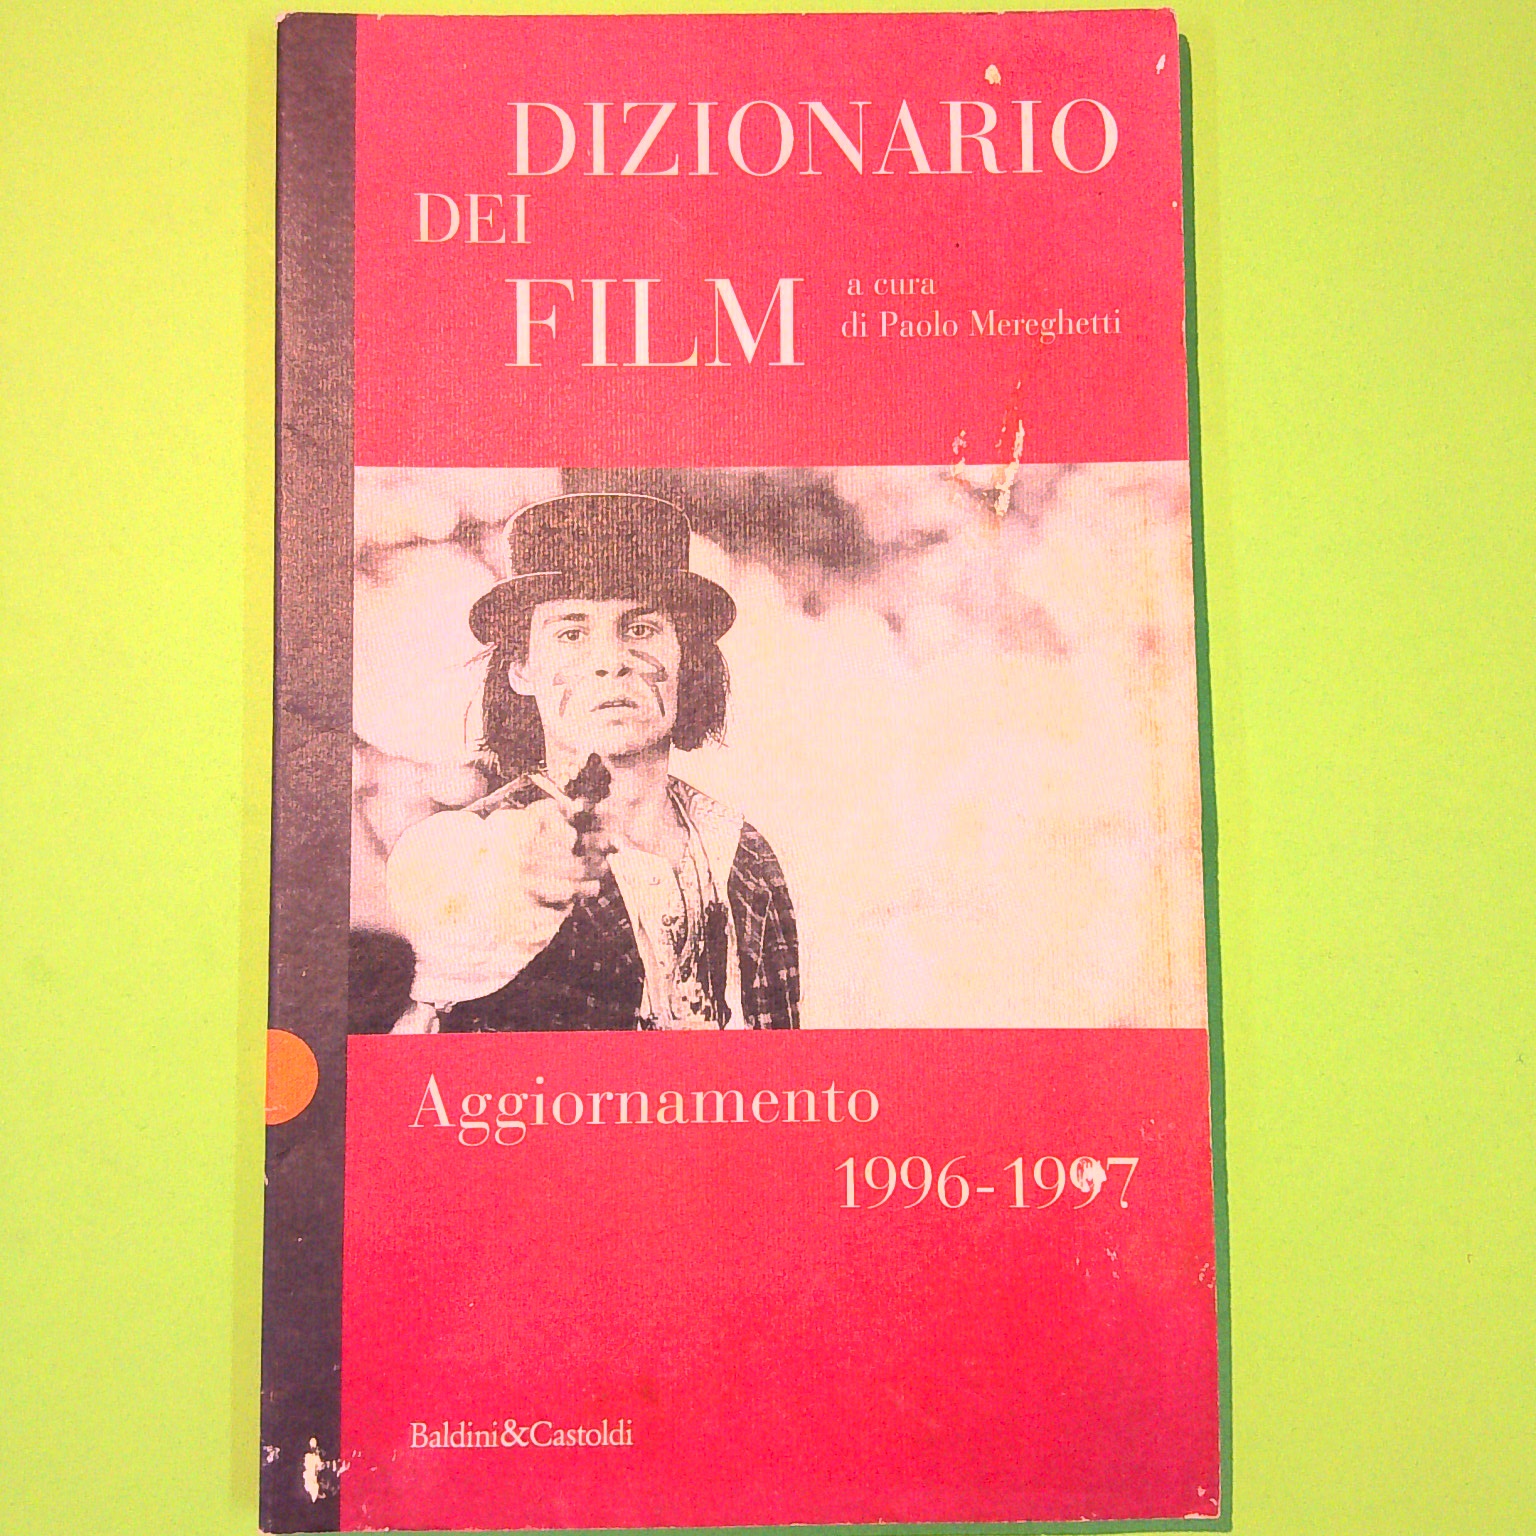 DIZIONARIO
DEI
FILM
a cura
di Paolo Mereghetti
Aggiornamento
1996-1997
Baldini&Castoldi